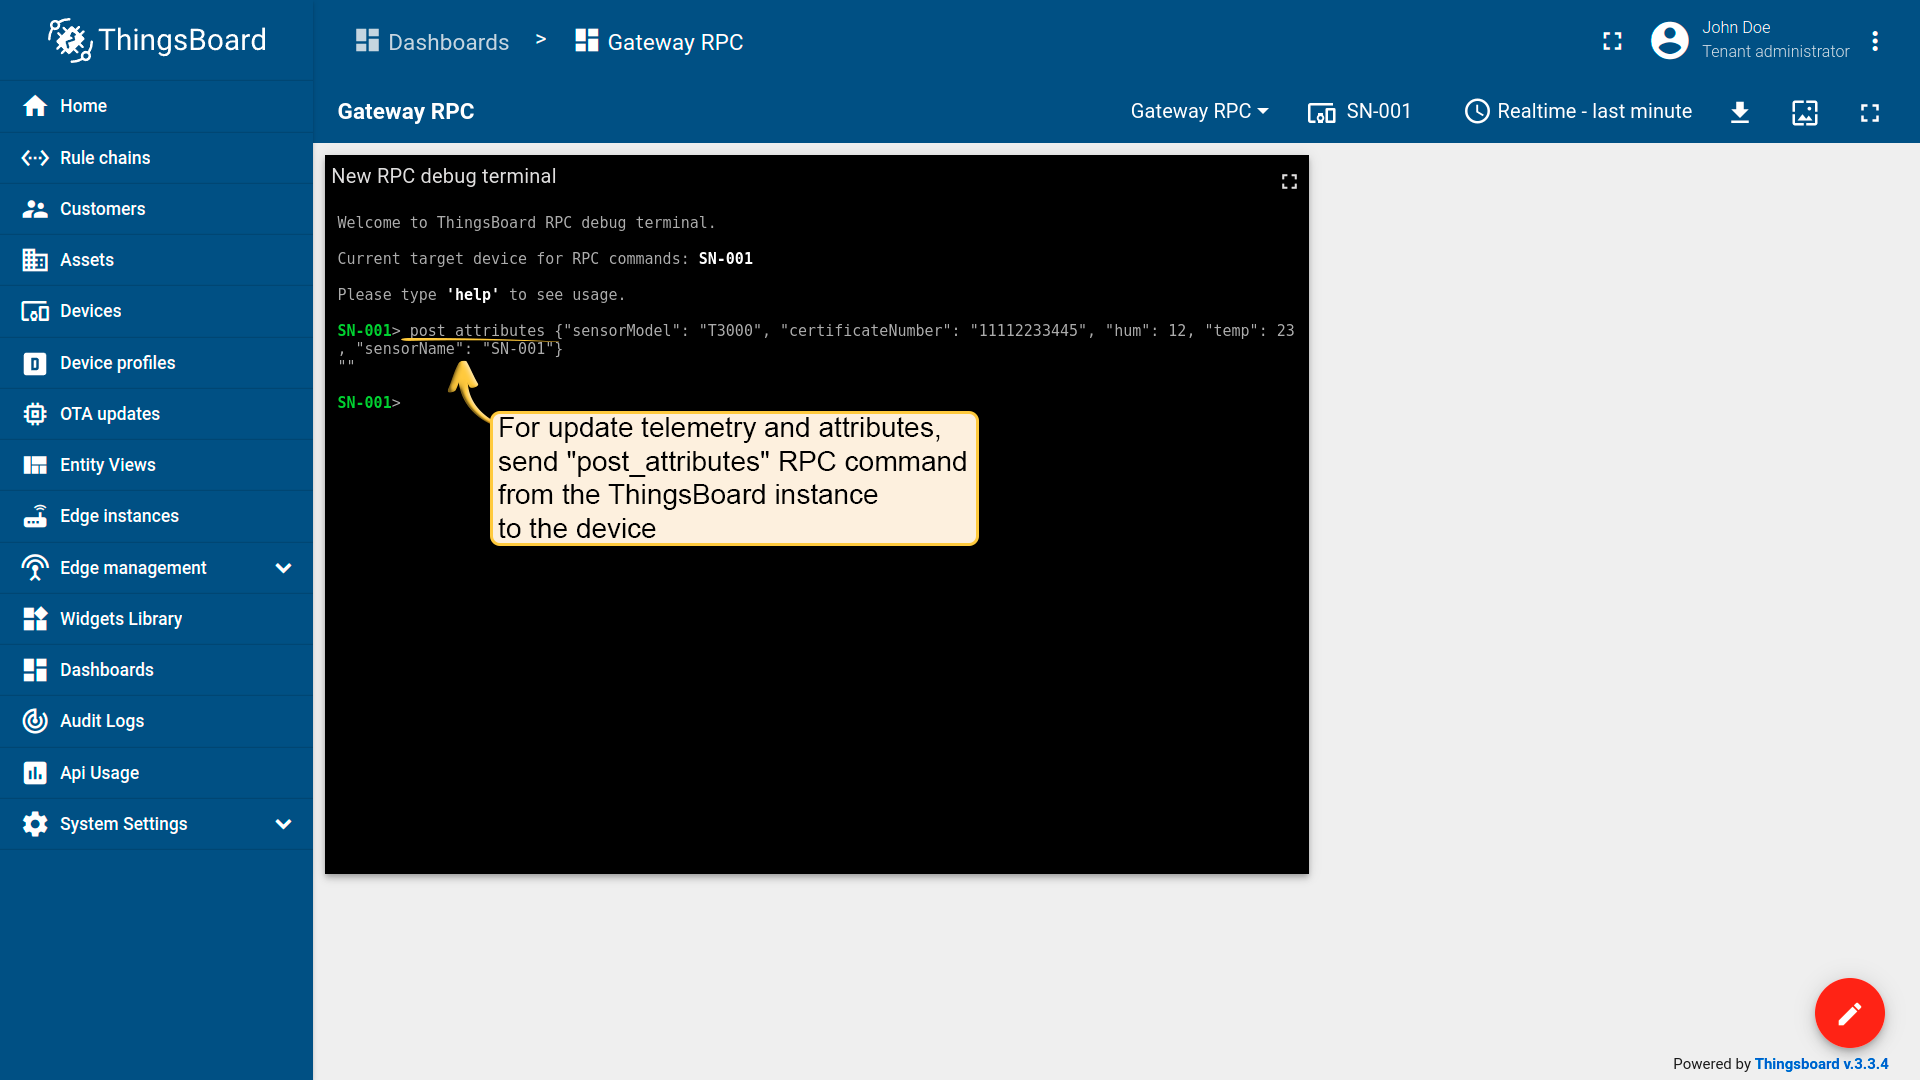 ThingsBoard
Dashboards > Gateway RPC
John Doe
Tenant administrator
Home
Rule chains
Customers
Assets
Devices
Device profiles
OTA updates
Entity Views
Edge instances
Edge management
Widgets Library
Dashboards
Audit Logs
Api Usage
System Settings
Gateway RPC
Gateway RPC
SN-001
Realtime - last minute
New RPC debug terminal
Welcome to ThingsBoard RPC debug terminal.
Current target device for RPC commands: SN-001
Please type 'help' to see usage.
SN-001> post_attributes {"sensorModel": "T3000", "certificateNumber": "11112233445", "hum": 12, "temp": 23
, "sensorName": "SN-001"}
""
SN-001>
For update telemetry and attributes,
send "post_attributes" RPC command
from the ThingsBoard instance
to the device
Powered by Thingsboard v.3.3.4